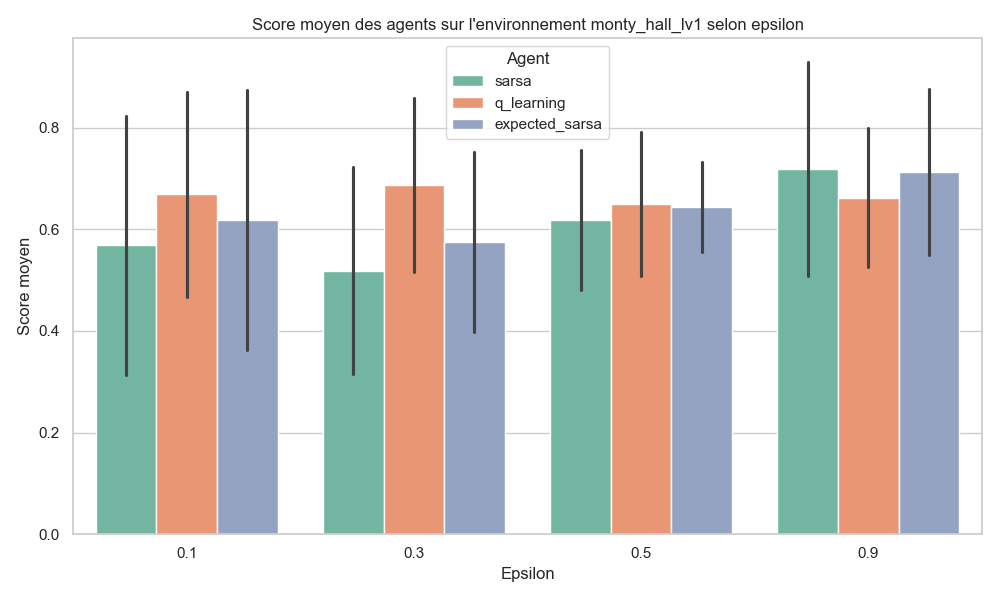 Score moyen des agents sur l'environnement monty_hall_lv1 selon epsilon
Agent
sarsa
q_learning
expected_sarsa
Score moyen
0.8
0.6
0.4
0.2
0.0
0.1 0.3 0.5 0.9
Epsilon